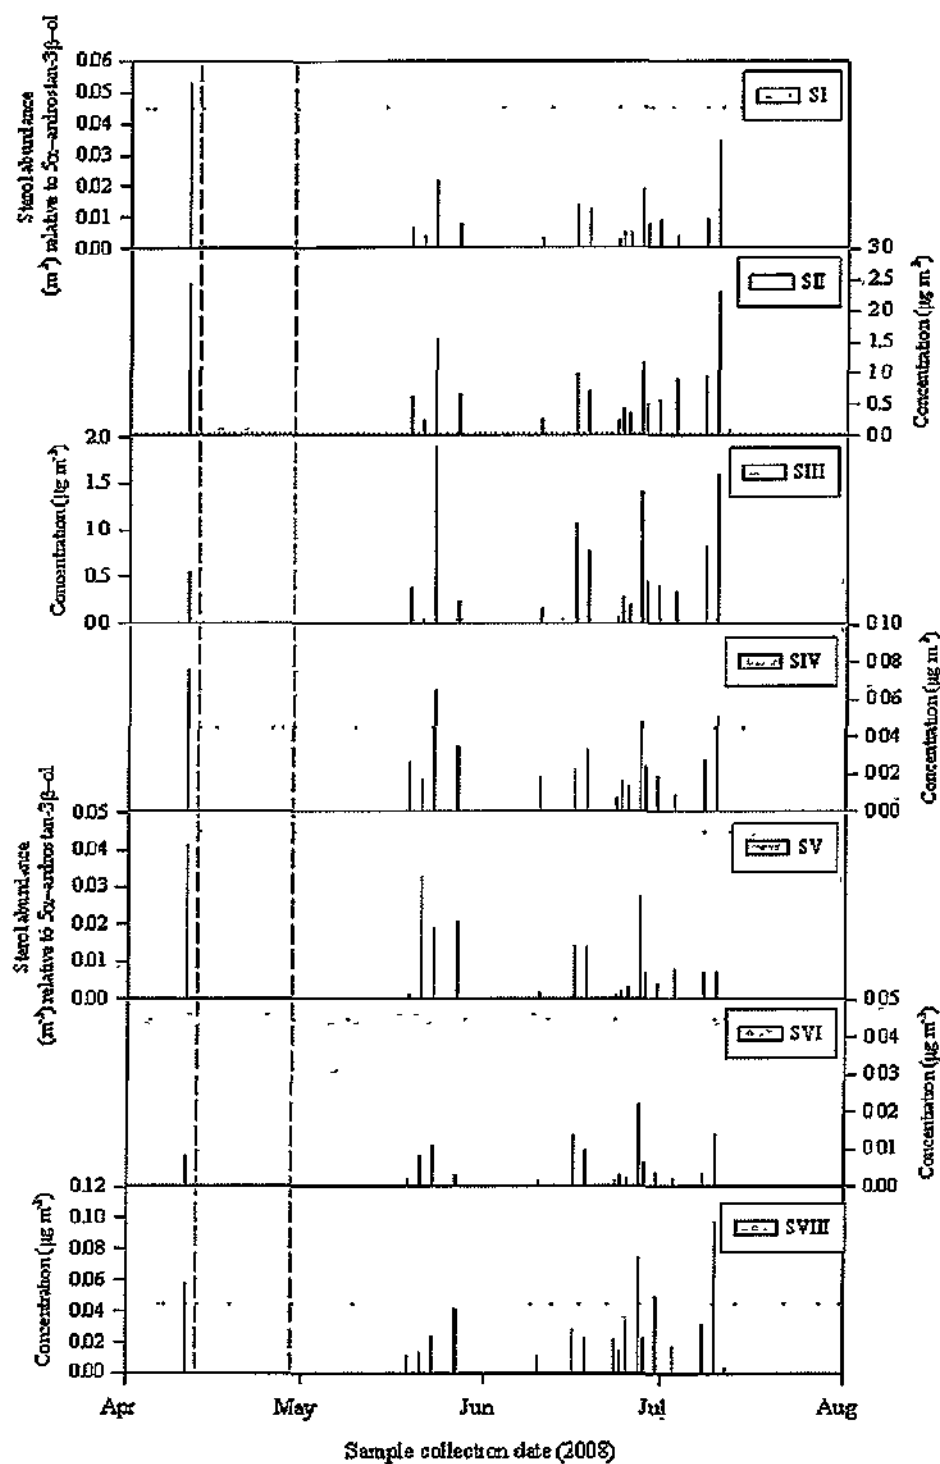 Sterol abundance
(m⁻³) relative to 5α–androstan-3β–ol
0.06
0.05
0.04
0.03
0.02
0.01
0.00
SI
SII
3.0
2.5
2.0
1.5
1.0
0.5
0.0
Concentration (µg m⁻³)
Concentration (µg m⁻³)
2.0
1.5
1.0
0.5
0.0
SIII
SIV
0.10
0.08
0.06
0.04
0.02
0.00
Concentration (µg m⁻³)
Sterol abundance
(m⁻³) relative to 5α–androstan-3β–ol
0.05
0.04
0.03
0.02
0.01
0.00
SV
SVI
0.05
0.04
0.03
0.02
0.01
0.00
Concentration (µg m⁻³)
Concentration (µg m⁻³)
0.12
0.10
0.08
0.06
0.04
0.02
0.00
SVIII
Apr May Jun Jul Aug
Sample collection date (2008)